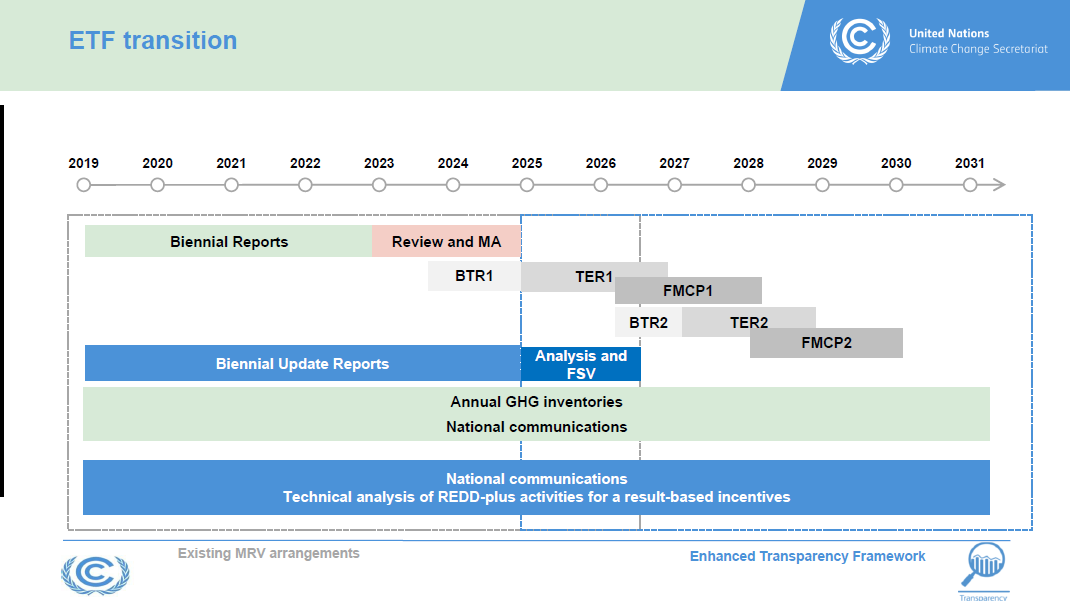 ETF transition
United Nations
Climate Change Secretariat
2019 2020 2021 2022 2023 2024 2025 2026 2027 2028 2029 2030 2031
Biennial Reports
Review and MA
BTR1
TER1
FMCP1
BTR2
TER2
FMCP2
Biennial Update Reports
Analysis and
FSV
Annual GHG inventories
National communications
National communications
Technical analysis of REDD-plus activities for a result-based incentives
Existing MRV arrangements
Enhanced Transparency Framework
Transparency